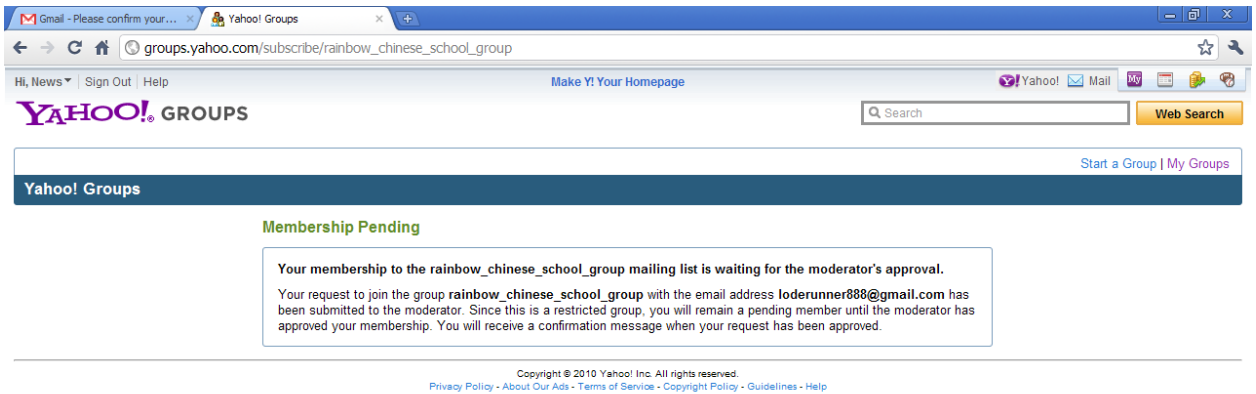 Gmail - Please confirm your...
Yahoo! Groups
groups.yahoo.com/subscribe/rainbow_chinese_school_group
Hi, News Sign Out Help Make Y! Your Homepage Yahoo! Mail MY
YAHOO!® GROUPS Search Web Search
Start a Group | My Groups
Yahoo! Groups
Membership Pending
Your membership to the rainbow_chinese_school_group mailing list is waiting for the moderator's approval.
Your request to join the group rainbow_chinese_school_group with the email address loderunner888@gmail.com has
been submitted to the moderator. Since this is a restricted group, you will remain a pending member until the moderator has
approved your membership. You will receive a confirmation message when your request has been approved.
Copyright © 2010 Yahoo! Inc. All rights reserved.
Privacy Policy - About Our Ads - Terms of Service - Copyright Policy - Guidelines - Help